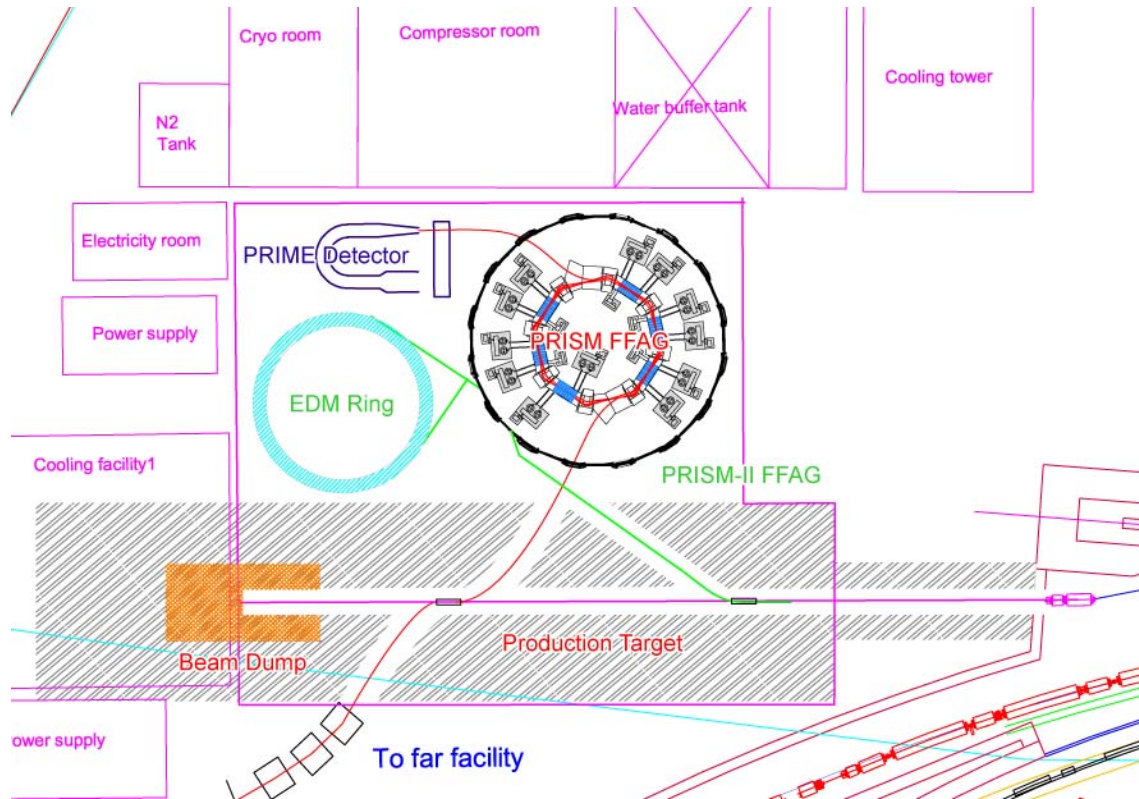 Cryo room
Compressor room
Water buffer tank
Cooling tower
N2
Tank
Electricity room
PRIME Detector
Power supply
PRISM FFAG
EDM Ring
Cooling facility1
PRISM-II FFAG
Production Target
Beam Dump
ower supply
To far facility